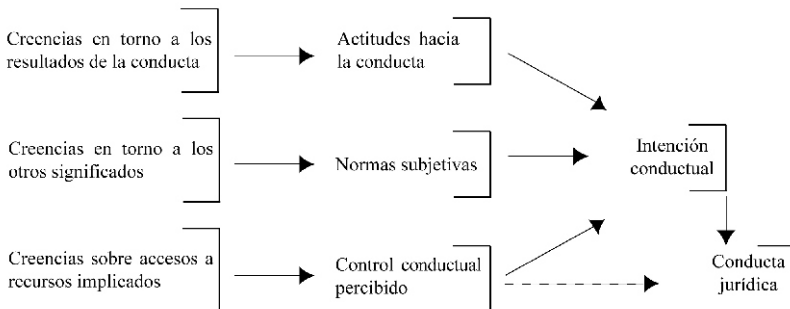 Creencias en torno a los
resultados de la conducta
Actitudes hacia
la conducta
Creencias en torno a los
otros significados
Normas subjetivas
Intención
conductual
Creencias sobre accesos a
recursos implicados
Control conductual
percibido
Conducta
jurídica